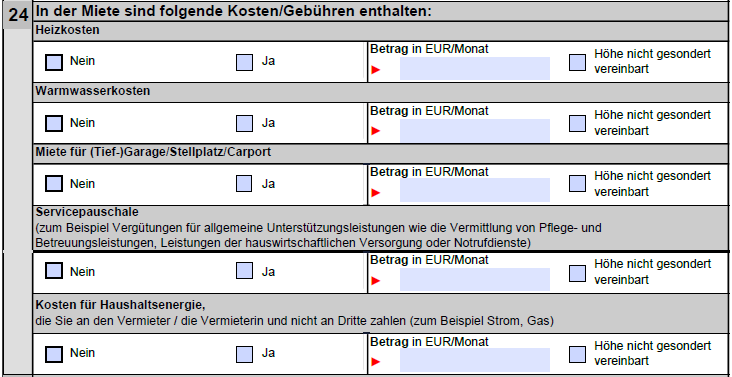 24 In der Miete sind folgende Kosten/Gebühren enthalten:
Heizkosten
Nein Ja Betrag in EUR/Monat Höhe nicht gesondert
vereinbart
Warmwasserkosten
Nein Ja Betrag in EUR/Monat Höhe nicht gesondert
vereinbart
Miete für (Tief-)Garage/Stellplatz/Carport
Nein Ja Betrag in EUR/Monat Höhe nicht gesondert
vereinbart
Servicepauschale
(zum Beispiel Vergütungen für allgemeine Unterstützungsleistungen wie die Vermittlung von Pflege- und
Betreuungsleistungen, Leistungen der hauswirtschaftlichen Versorgung oder Notrufdienste)
Nein Ja Betrag in EUR/Monat Höhe nicht gesondert
vereinbart
Kosten für Haushaltsenergie,
die Sie an den Vermieter / die Vermieterin und nicht an Dritte zahlen (zum Beispiel Strom, Gas)
Nein Ja Betrag in EUR/Monat Höhe nicht gesondert
vereinbart